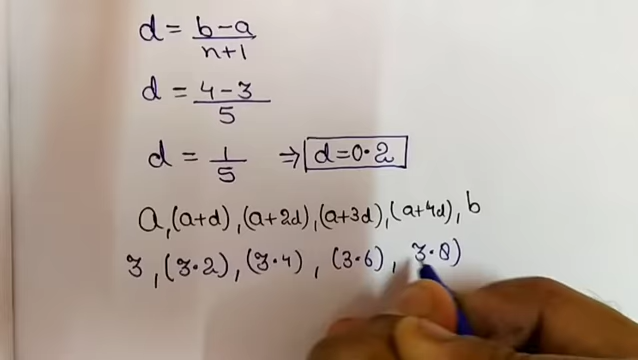 d = b-a / n+1
d = 4-3 / 5
d = 1 / 5 ⇒ d=0·2
a, (a+d), (a+2d), (a+3d), (a+4d), b
3, (3·2), (3·4), (3·6), 3·8)